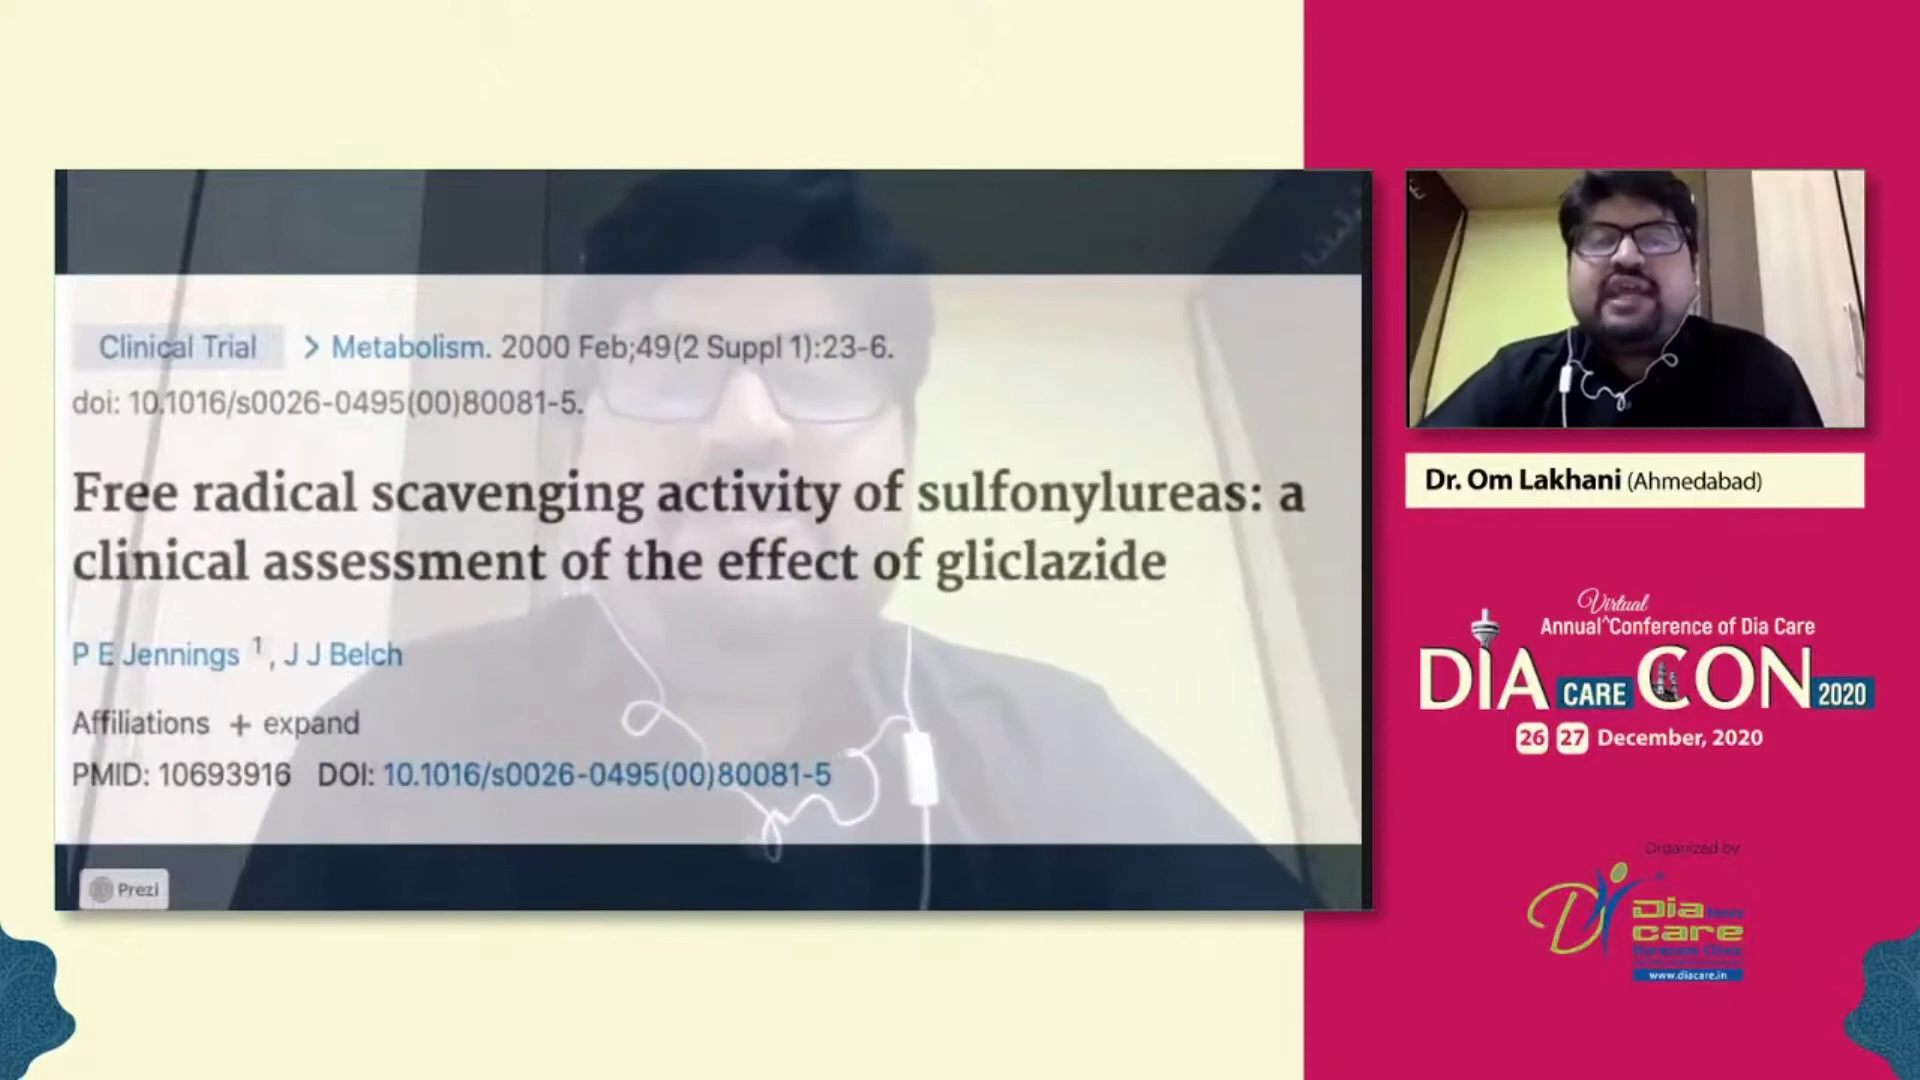 Clinical Trial > Metabolism. 2000 Feb;49(2 Suppl 1):23-6.
doi: 10.1016/s0026-0495(00)80081-5.
Free radical scavenging activity of sulfonylureas: a
clinical assessment of the effect of gliclazide
P E Jennings 1, J J Belch
Affiliations + expand
PMID: 10693916 DOI: 10.1016/s0026-0495(00)80081-5
Prezi
Dr. Om Lakhani (Ahmedabad)
Virtual
Annual^Conference of Dia Care
DIA CARE CON 2020
26 27 December, 2020
Organized by
Dia
care
www.diacare.in